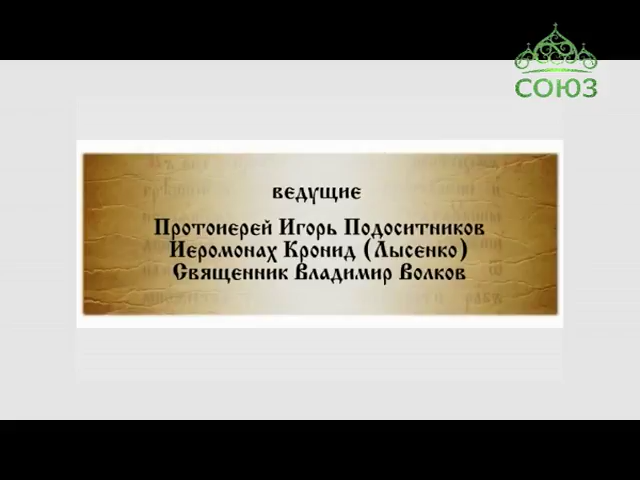 СОЮЗ
ведущие
Протоиерей Игорь Подоситников
Иеромонах Кронид (Лысенко)
Священник Владимир Волков